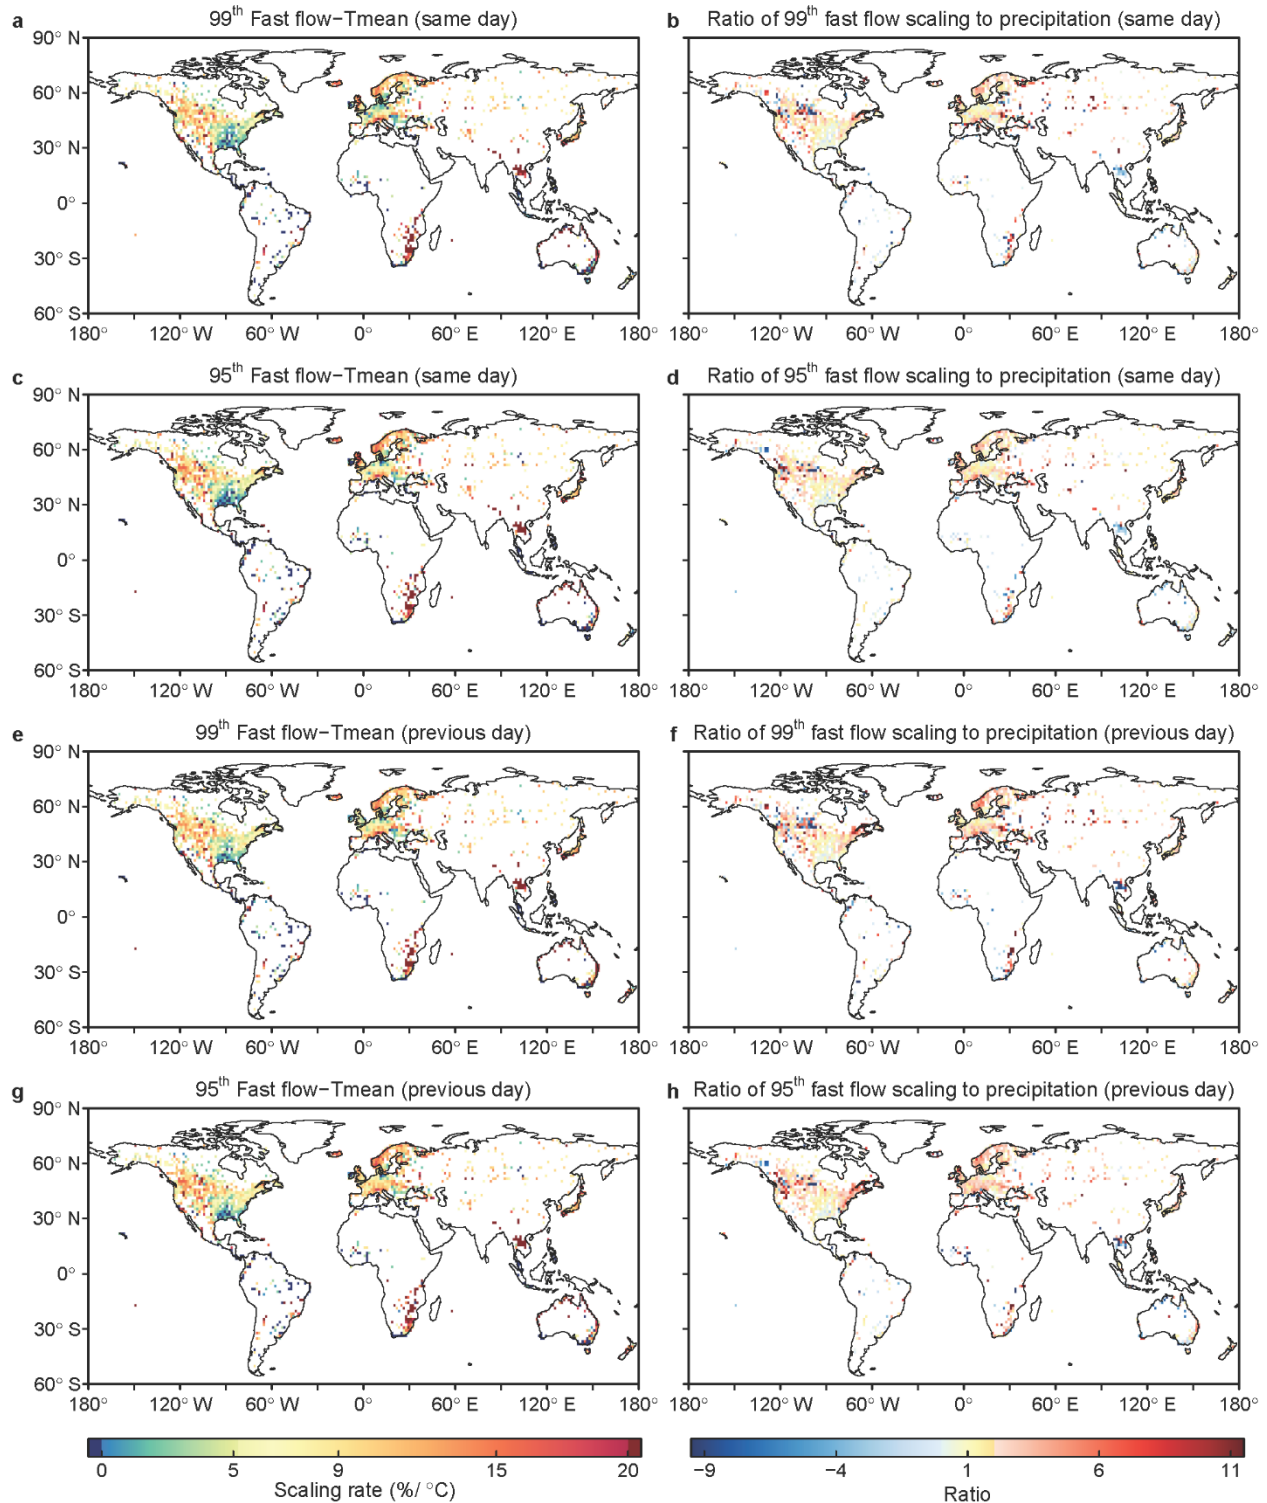 a 99th Fast flow−Tmean (same day)
b Ratio of 99th fast flow scaling to precipitation (same day)
90° N
60° N
30° N
0°
30° S
60° S
180° 120° W 60° W 0° 60° E 120° E 180°
180° 120° W 60° W 0° 60° E 120° E 180°
c 95th Fast flow−Tmean (same day)
d Ratio of 95th fast flow scaling to precipitation (same day)
90° N
60° N
30° N
0°
30° S
60° S
180° 120° W 60° W 0° 60° E 120° E 180°
180° 120° W 60° W 0° 60° E 120° E 180°
e 99th Fast flow−Tmean (previous day)
f Ratio of 99th fast flow scaling to precipitation (previous day)
90° N
60° N
30° N
0°
30° S
60° S
180° 120° W 60° W 0° 60° E 120° E 180°
180° 120° W 60° W 0° 60° E 120° E 180°
g 95th Fast flow−Tmean (previous day)
h Ratio of 95th fast flow scaling to precipitation (previous day)
90° N
60° N
30° N
0°
30° S
60° S
180° 120° W 60° W 0° 60° E 120° E 180°
180° 120° W 60° W 0° 60° E 120° E 180°
0 5 9 15 20
Scaling rate (%/ °C)
−9 −4 1 6 11
Ratio